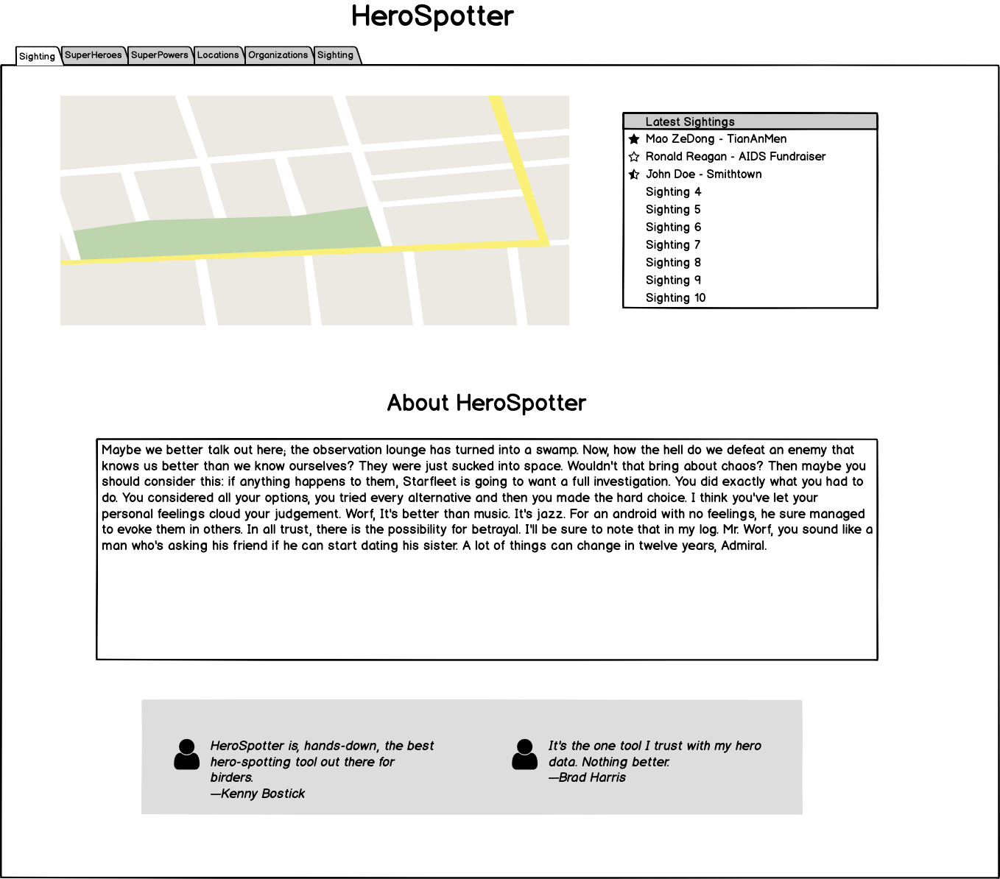 HeroSpotter
Sighting SuperHeroes SuperPowers Locations Organizations Sighting
Latest Sightings
Mao ZeDong - TianAnMen
Ronald Reagan - AIDS Fundraiser
John Doe - Smithtown
Sighting 4
Sighting 5
Sighting 6
Sighting 7
Sighting 8
Sighting 9
Sighting 10
About HeroSpotter
Maybe we better talk out here; the observation lounge has turned into a swamp. Now, how the hell do we defeat an enemy that
knows us better than we know ourselves? They were just sucked into space. Wouldn't that bring about chaos? Then maybe you
should consider this: if anything happens to them, Starfleet is going to want a full investigation. You did exactly what you had to
do. You considered all your options, you tried every alternative and then you made the hard choice. I think you've let your
personal feelings cloud your judgement. Worf, It's better than music. It's jazz. For an android with no feelings, he sure managed
to evoke them in others. In all trust, there is the possibility for betrayal. I'll be sure to note that in my log. Mr. Worf, you sound like a
man who's asking his friend if he can start dating his sister. A lot of things can change in twelve years, Admiral.
HeroSpotter is, hands-down, the best
hero-spotting tool out there for
birders.
—Kenny Bostick
It's the one tool I trust with my hero
data. Nothing better.
—Brad Harris